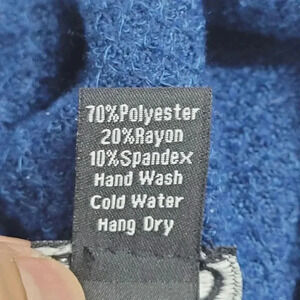 70%Polyester
20%Rayon
10%Spandex
Hand Wash
Cold Water
Hang Dry